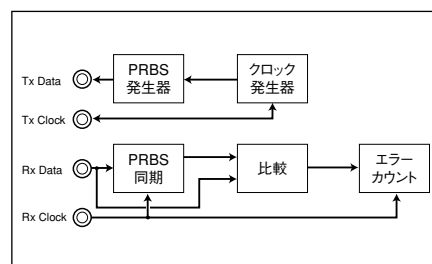 Tx Data
PRBS
発生器
クロック
発生器
Tx Clock
Rx Data
PRBS
同期
比較
エラー
カウント
Rx Clock